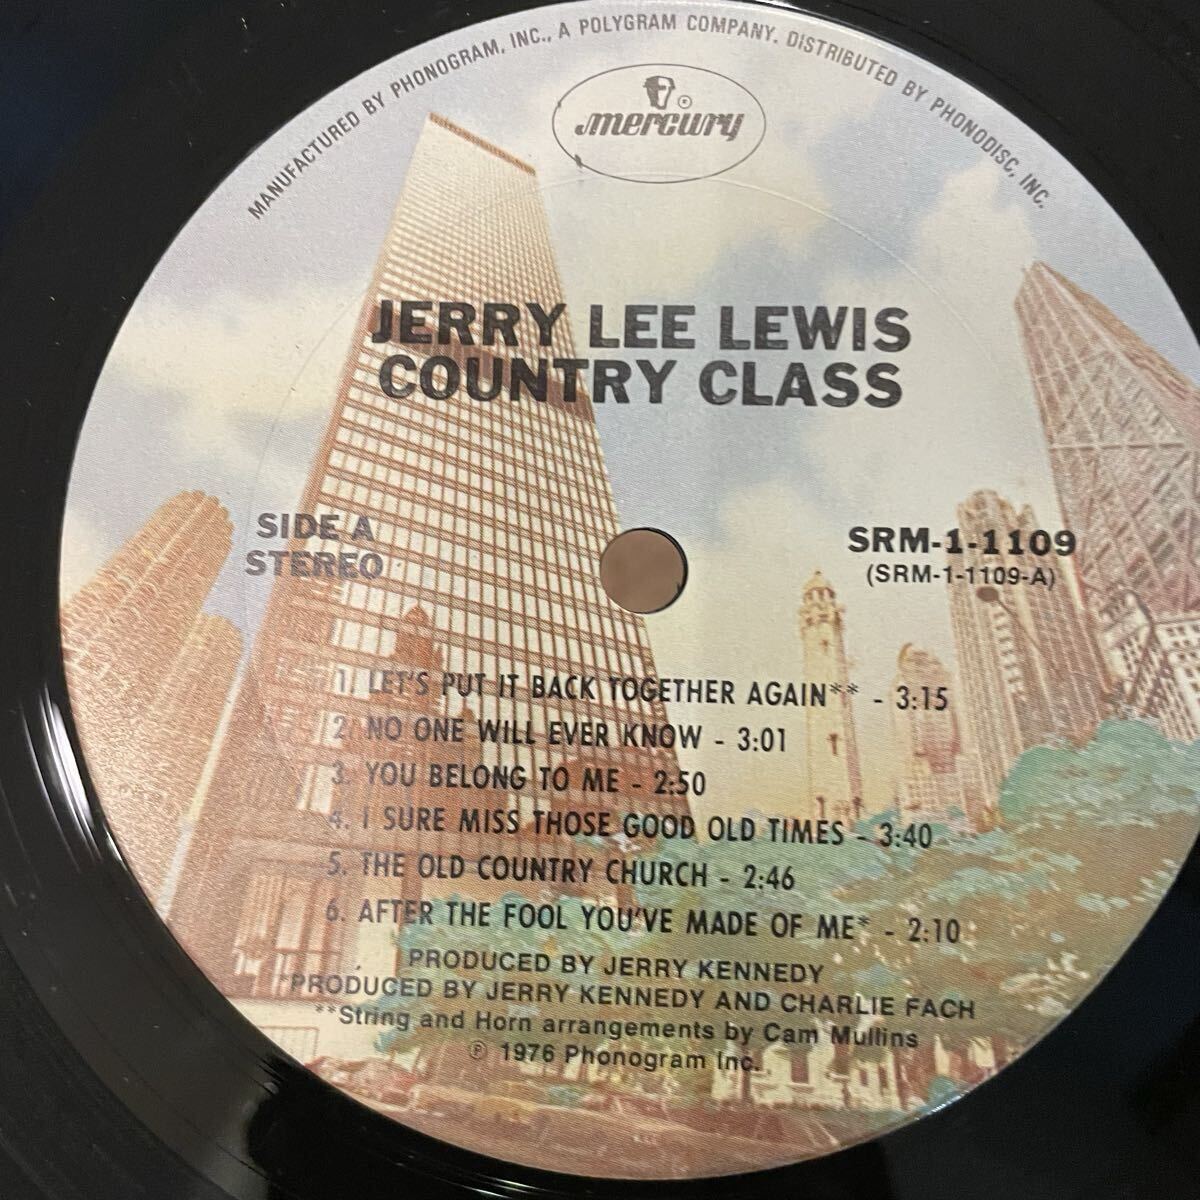 MANUFACTURED BY PHONOGRAM, INC., A POLYGRAM COMPANY. DISTRIBUTED BY PHONODISC, INC.
mercury
JERRY LEE LEWIS
COUNTRY CLASS
SIDE A
STEREO
SRM-1-1109
(SRM-1-1109-A)
1. LET'S PUT IT BACK TOGETHER AGAIN** - 3:15
2. NO ONE WILL EVER KNOW - 3:01
3. YOU BELONG TO ME - 2:50
4. I SURE MISS THOSE GOOD OLD TIMES - 3:40
5. THE OLD COUNTRY CHURCH - 2:46
6. AFTER THE FOOL YOU'VE MADE OF ME* - 2:10
PRODUCED BY JERRY KENNEDY
*PRODUCED BY JERRY KENNEDY AND CHARLIE FACH
**String and Horn arrangements by Cam Mullins
℗ 1976 Phonogram Inc.